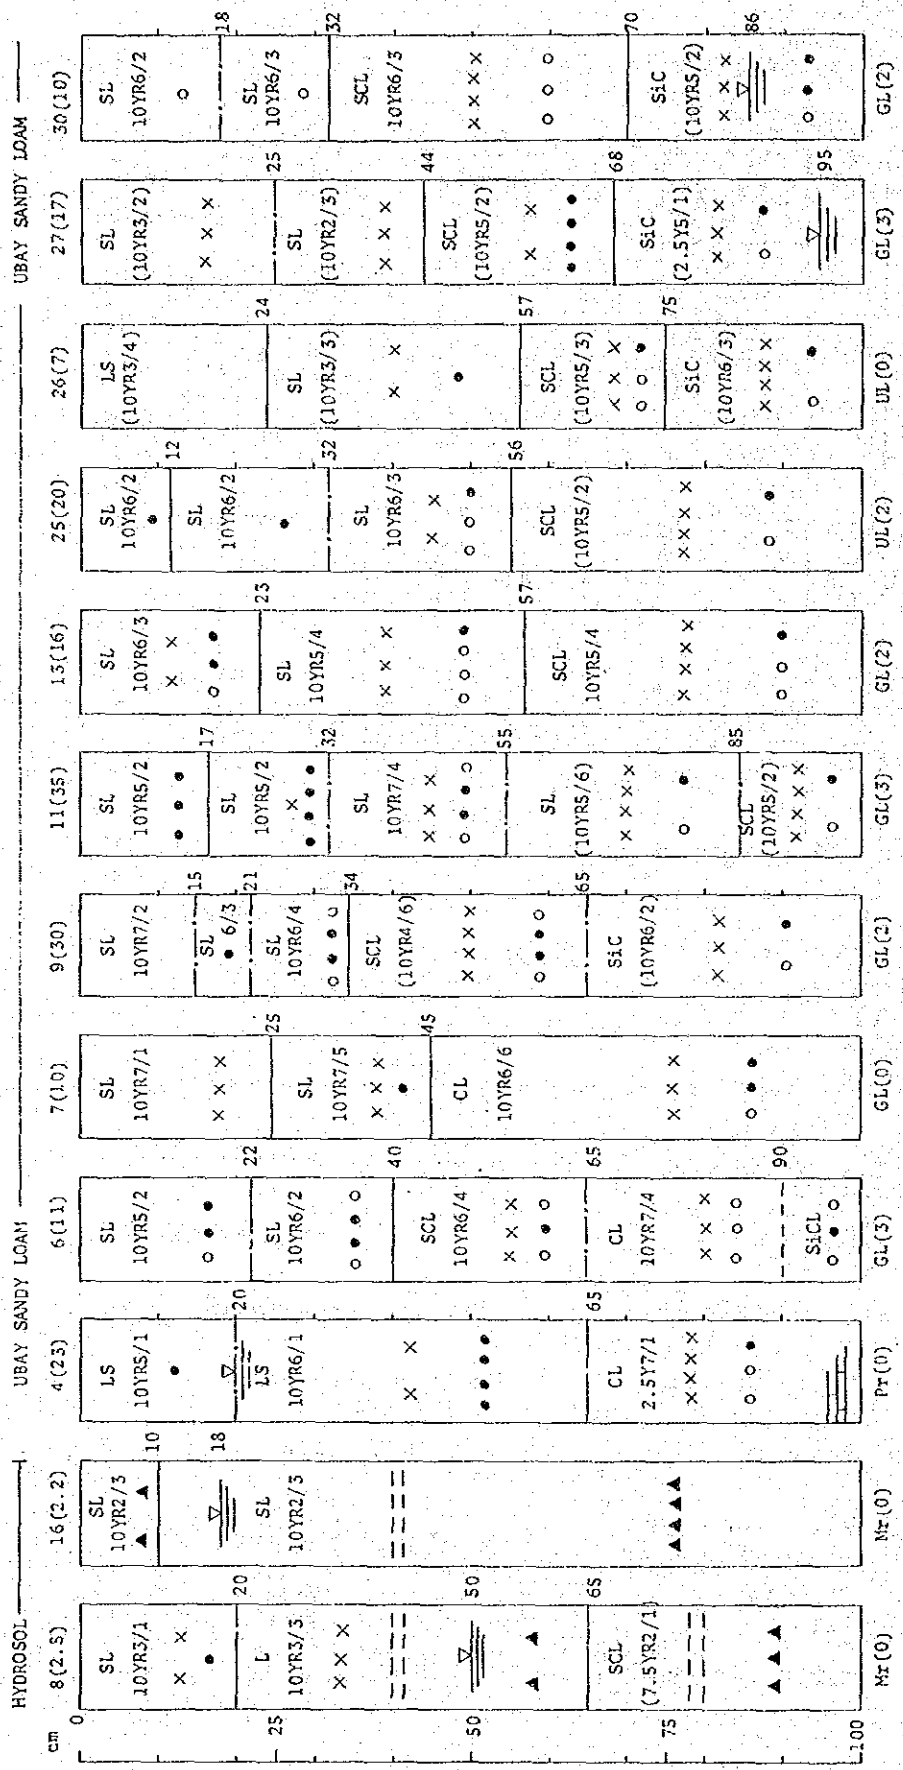 HYDROSOL
UBAY SANDY LOAM
UBAY SANDY LOAM
cm
0
25
50
75
100
8(2.5)
SL
10YR3/1
20
L
10YR3/3
50
65
SCL
(7.5YR2/1)
Mr(0)
16(2.2)
SL
10YR2/3
10
18
SL
10YR2/3
Mr(0)
4(23)
LS
10YR5/1
20
LS
10YR6/1
65
CL
2.5Y7/1
Pr(0)
6(11)
SL
10YR5/2
22
SL
10YR6/2
40
SCL
10YR6/4
65
CL
10YR7/4
90
SiCL
GL(3)
7(10)
SL
10YR7/1
25
SL
10YR7/5
45
CL
10YR6/6
GL(0)
9(30)
SL
10YR7/2
15
SL
6/3
21
SL
10YR6/4
34
SCL
(10YR4/6)
65
SiC
(10YR6/2)
GL(2)
11(35)
SL
10YR5/2
17
SL
10YR5/2
32
SL
10YR7/4
55
SL
(10YR5/6)
85
SCL
(10YR5/2)
GL(3)
13(16)
SL
10YR6/3
23
SL
10YR5/4
57
SCL
10YR5/4
GL(2)
25(20)
SL
10YR6/2
12
SL
10YR6/2
32
SL
10YR6/3
56
SCL
(10YR5/2)
UL(2)
26(7)
LS
(10YR3/4)
24
SL
(10YR3/3)
57
SCL
(10YR5/3)
75
SiC
(10YR6/3)
UL(0)
27(17)
SL
(10YR3/2)
25
SL
(10YR2/3)
44
SCL
(10YR5/2)
68
SiC
(2.5Y5/1)
95
GL(3)
30(10)
SL
10YR6/2
18
SL
10YR6/3
32
SCL
10YR6/3
70
SiC
(10YR5/2)
86
GL(2)